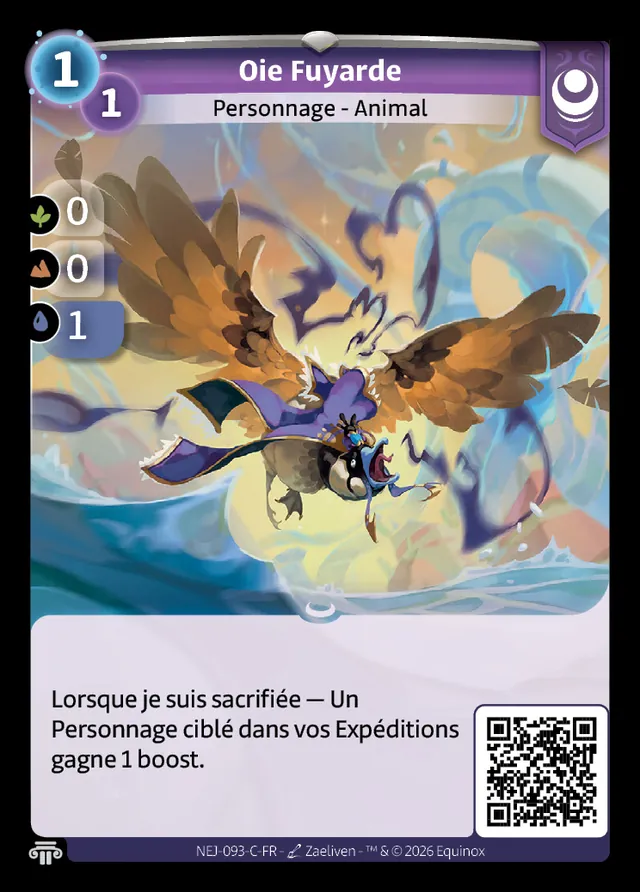 1
Oie Fuyarde
1
Personnage - Animal
0
0
1
Lorsque je suis sacrifiée — Un
Personnage ciblé dans vos Expéditions
gagne 1 boost.
NEJ-093-C-FR - Zaeliven - ™ & © 2026 Equinox